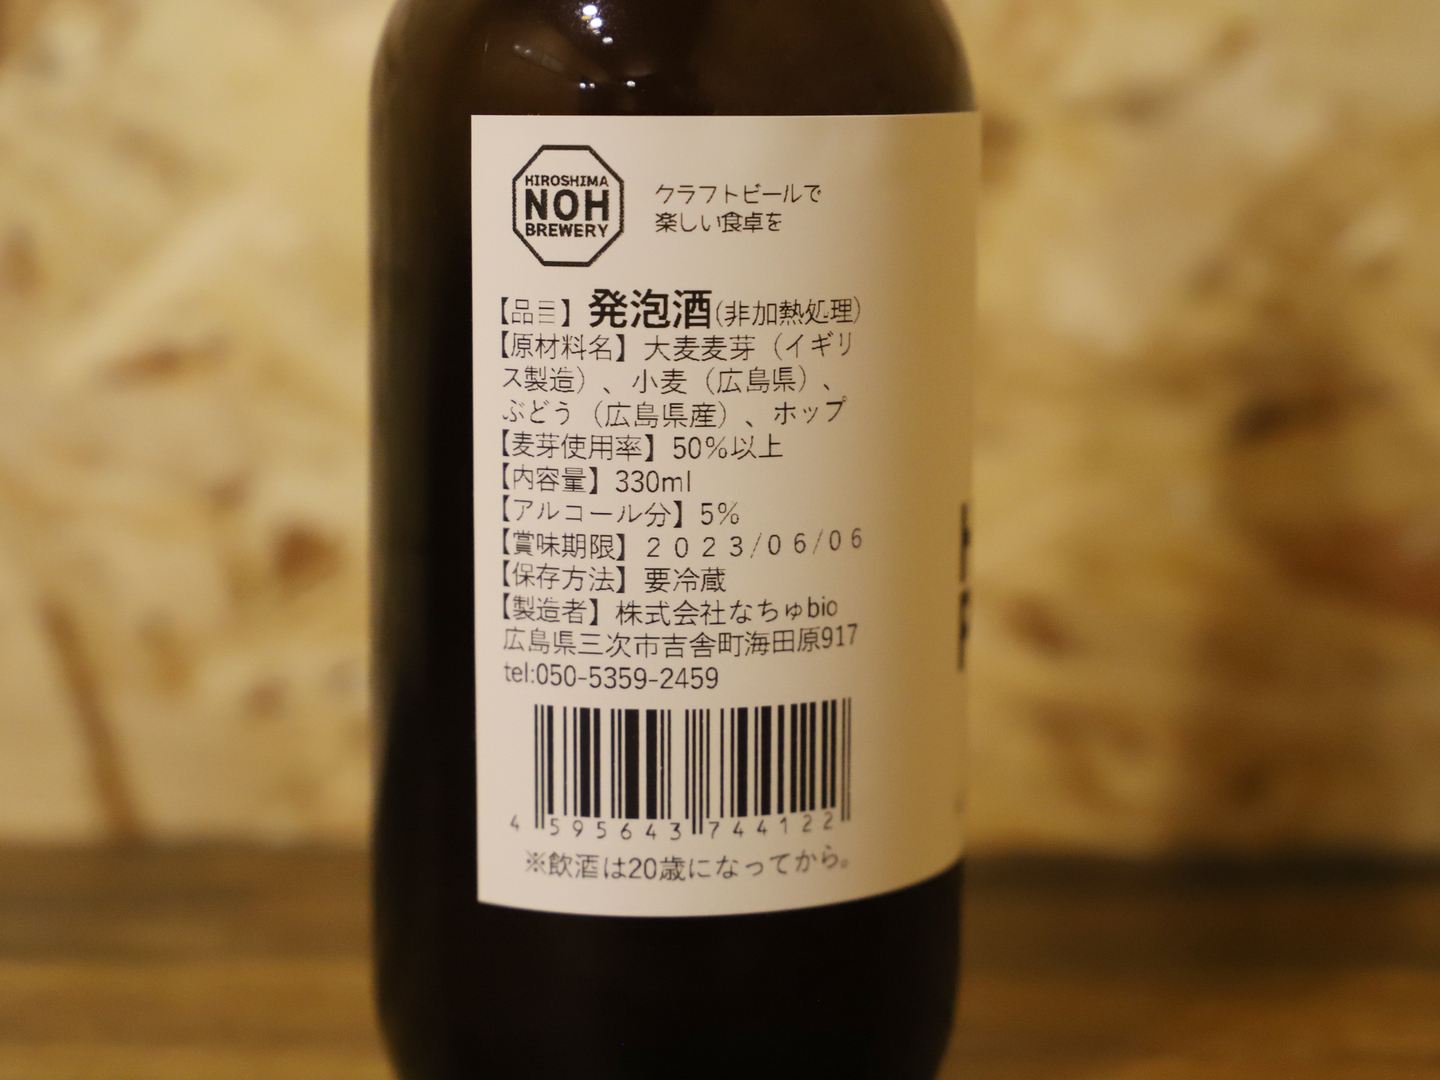 HIROSHIMA
NOH
BREWERY
クラフトビールで
楽しい食卓を
【品目】発泡酒(非加熱処理)
【原材料名】大麦麦芽（イギリ
ス製造）、小麦（広島県）、
ぶどう（広島県産）、ホップ
【麦芽使用率】50%以上
【内容量】330ml
【アルコール分】5%
【賞味期限】２０２３/０６/０６
【保存方法】要冷蔵
【製造者】株式会社なちゅbio
広島県三次市吉舎町海田原917
tel:050-5359-2459
4 595643 744122
※飲酒は20歳になってから。